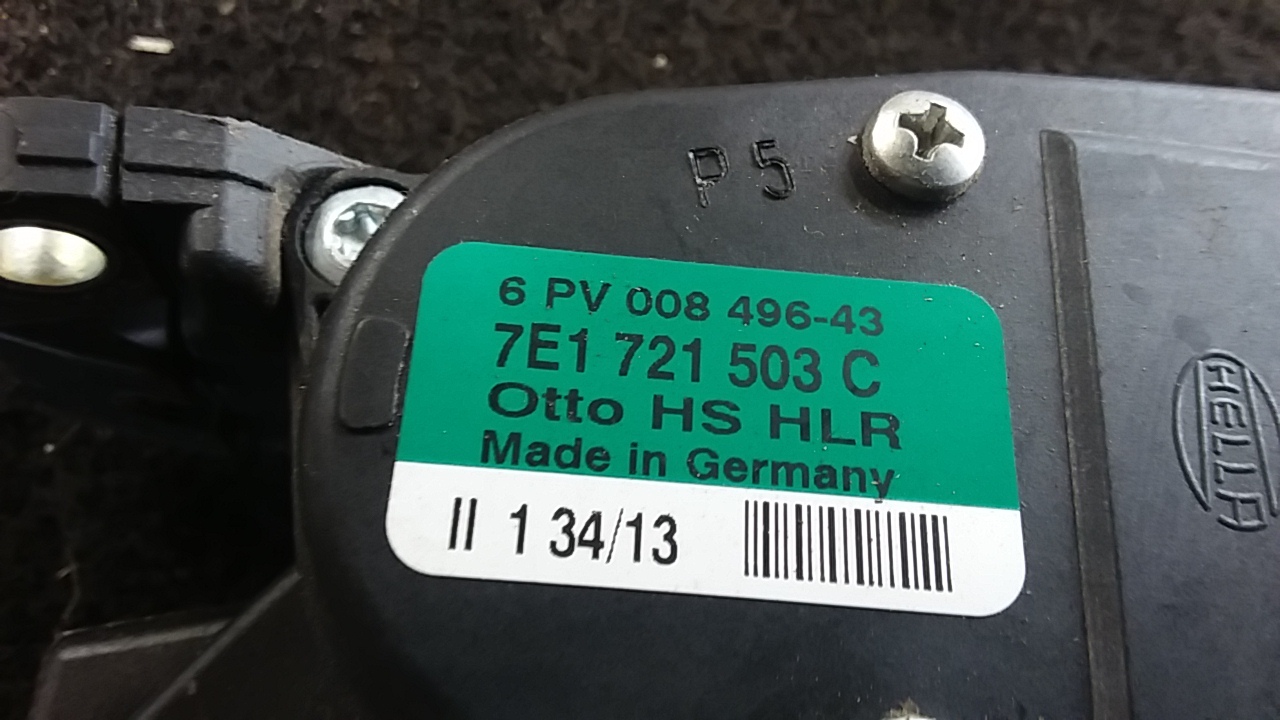 P 5
6 PV 008 496-43
7E1 721 503 C
Otto HS HLR
Made in Germany
II 1 34/13
HELLA